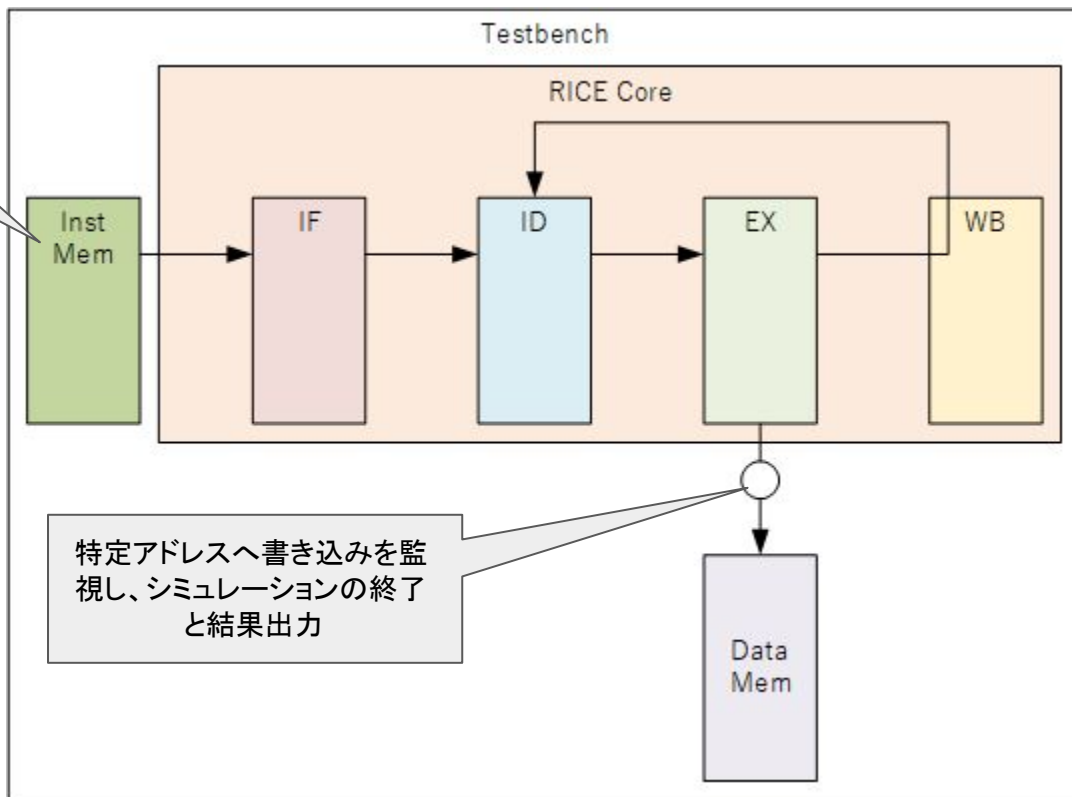 Testbench
RICE Core
Inst
Mem
IF
ID
EX
WB
特定アドレスへ書き込みを監
視し、シミュレーションの終了
と結果出力
Data
Mem